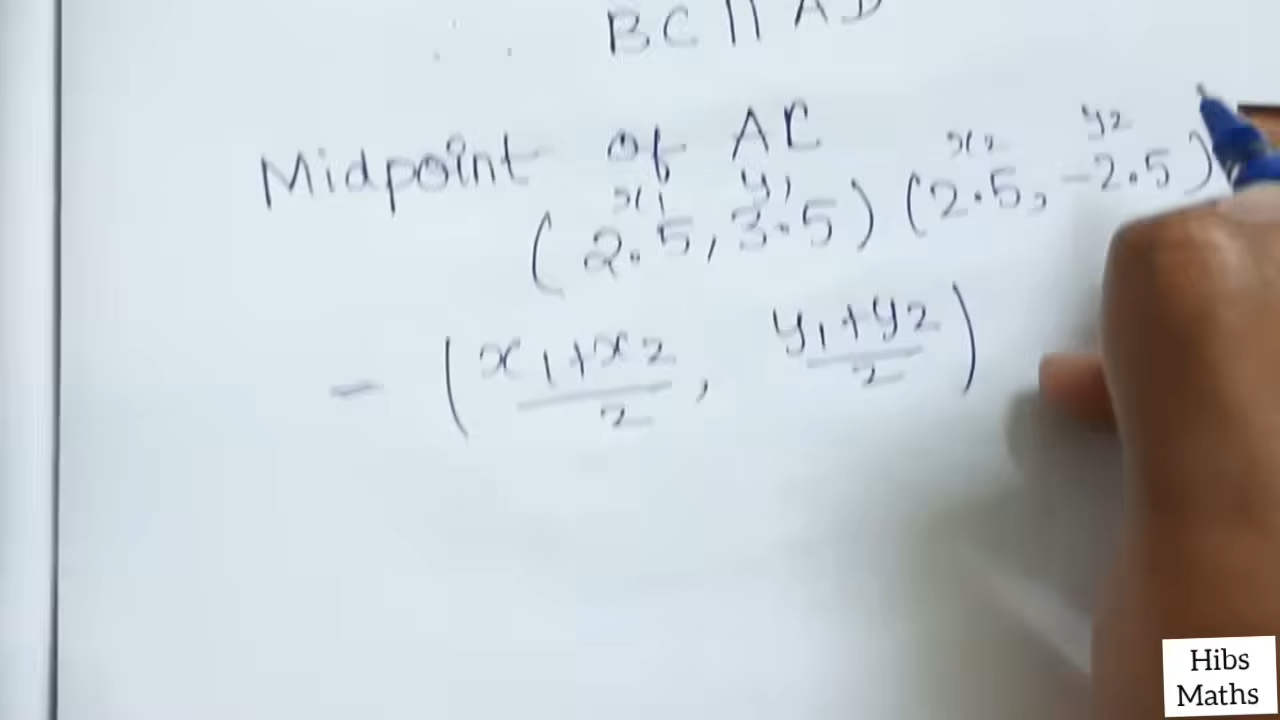 BC || AD
Midpoint of AC
x1 y1 x2 y2
(2.5, 3.5) (2.5, -2.5)
- (x1+x2/2, y1+y2/2)
Hibs
Maths